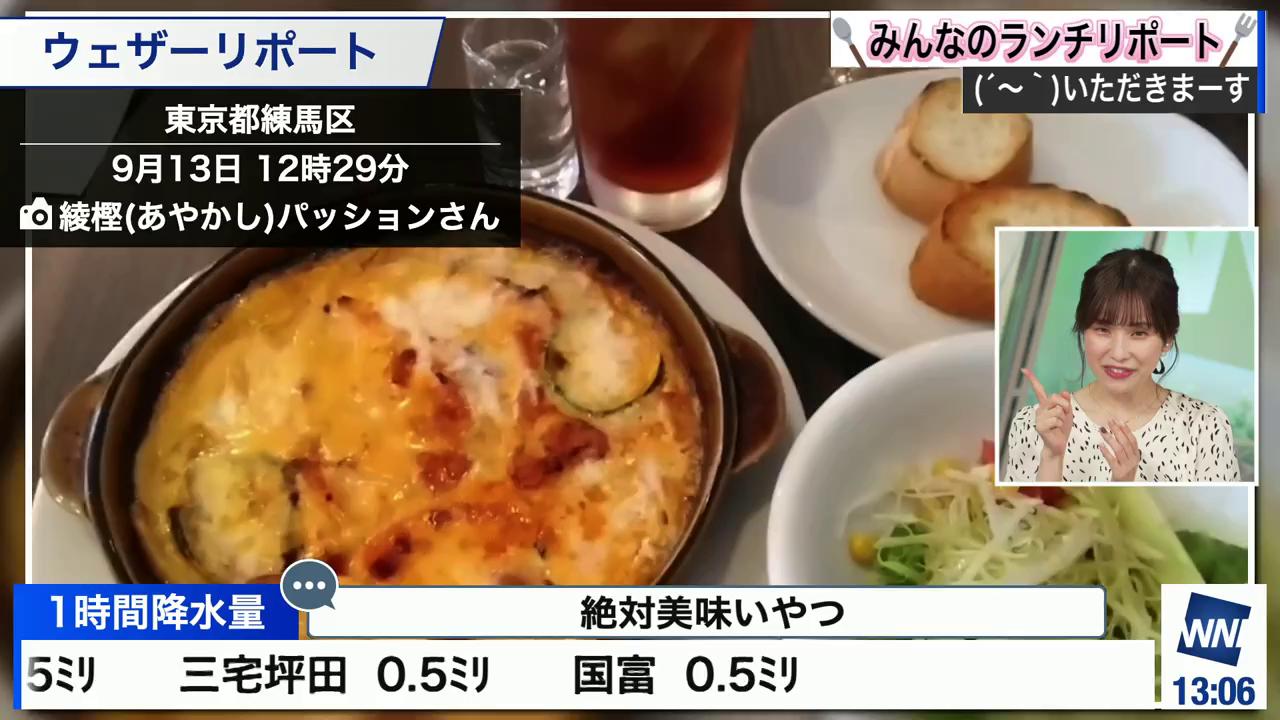 ウェザーリポート
みんなのランチリポート
(´～｀)いただきまーす
東京都練馬区
9月13日 12時29分
綾樫(あやかし)パッションさん
1時間降水量
絶対美味いやつ
5ミリ 三宅坪田 0.5ミリ 国富 0.5ミリ
WN
13:06